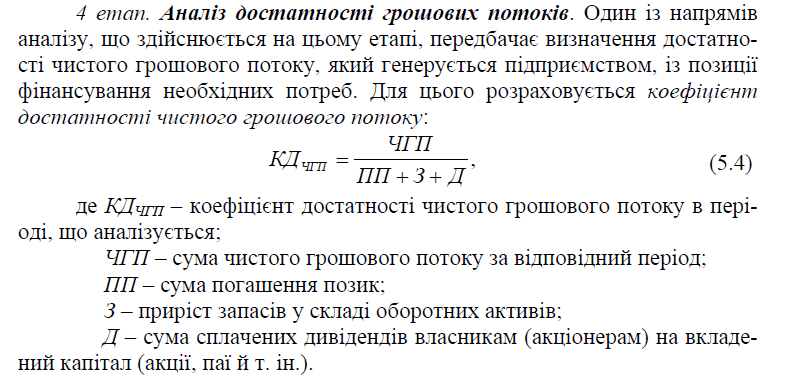 4 етап. Аналіз достатності грошових потоків. Один із напрямів
аналізу, що здійснюється на цьому етапі, передбачає визначення достатно-
сті чистого грошового потоку, який генерується підприємством, із позиції
фінансування необхідних потреб. Для цього розраховується коефіцієнт
достатності чистого грошового потоку:
КДЧГП = ЧГП / (ПП + З + Д), (5.4)
де КДЧГП – коефіцієнт достатності чистого грошового потоку в пері-
оді, що аналізується;
ЧГП – сума чистого грошового потоку за відповідний період;
ПП – сума погашення позик;
З – приріст запасів у складі оборотних активів;
Д – сума сплачених дивідендів власникам (акціонерам) на вкладе-
ний капітал (акції, паї й т. ін.).